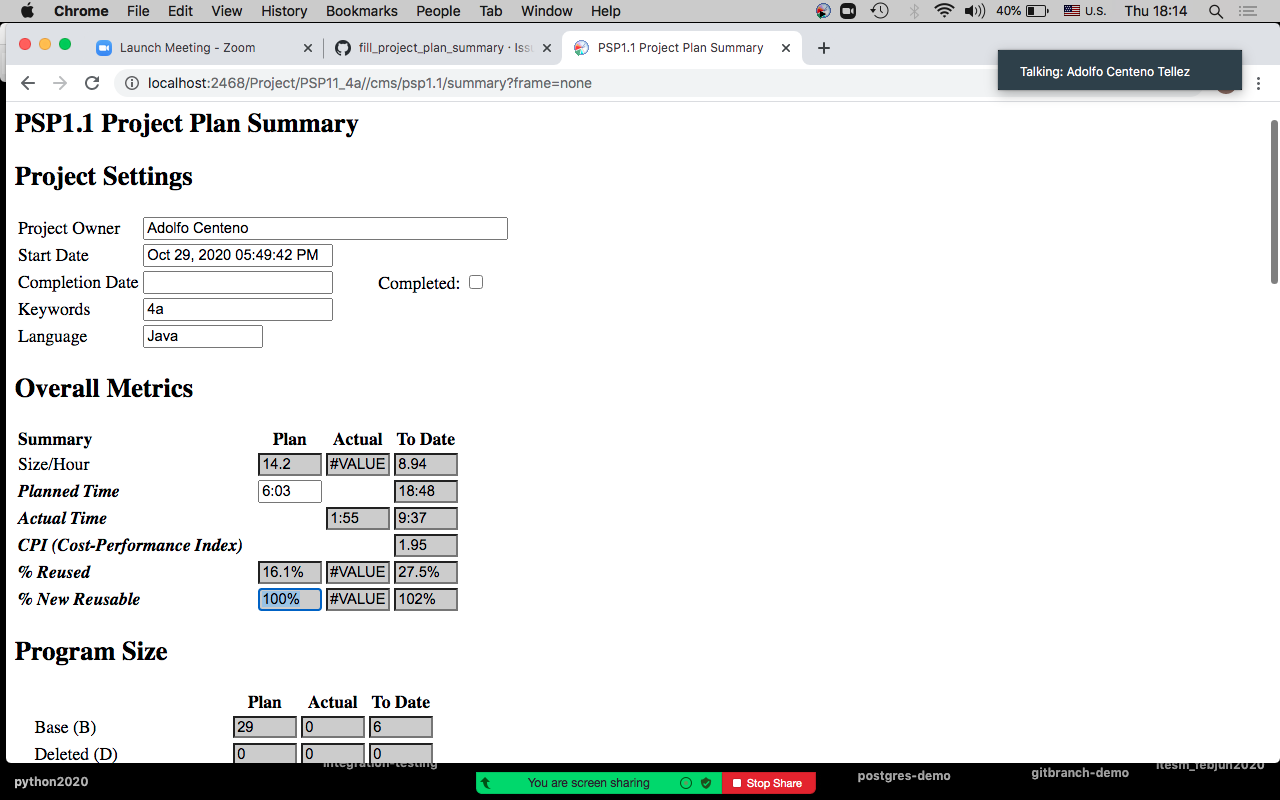 Chrome File Edit View History Bookmarks People Tab Window Help 40% U.S. Thu 18:14
Launch Meeting - Zoom fill_project_plan_summary · Issu PSP1.1 Project Plan Summary
localhost:2468/Project/PSP11_4a//cms/psp1.1/summary?frame=none
Talking: Adolfo Centeno Tellez
PSP1.1 Project Plan Summary
Project Settings
Project Owner Adolfo Centeno
Start Date Oct 29, 2020 05:49:42 PM
Completion Date Completed:
Keywords 4a
Language Java
Overall Metrics
Summary Plan Actual To Date
Size/Hour 14.2 #VALUE 8.94
Planned Time 6:03 18:48
Actual Time 1:55 9:37
CPI (Cost-Performance Index) 1.95
% Reused 16.1% #VALUE 27.5%
% New Reusable 100% #VALUE 102%
Program Size
Plan Actual To Date
Base (B) 29 0 6
Deleted (D) 0 0 0
integration-testing itesm_febjun2020
python2020 You are screen sharing Stop Share postgres-demo gitbranch-demo